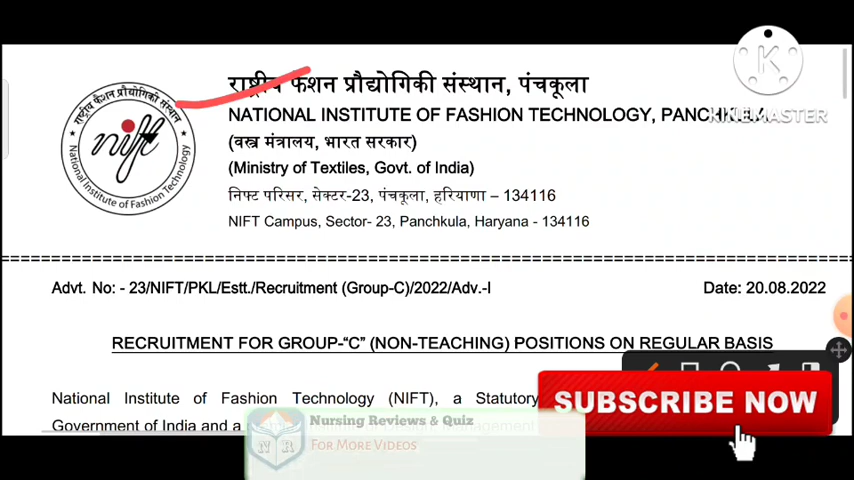 राष्ट्रीय फैशन प्रौद्योगिकी संस्थान, पंचकूला
NATIONAL INSTITUTE OF FASHION TECHNOLOGY, PANCHKULA
KINEMASTER
राष्ट्रीय फैशन प्रौद्योगिकी संस्थान
nift
National Institute of Fashion Technology
(वस्त्र मंत्रालय, भारत सरकार)
(Ministry of Textiles, Govt. of India)
निफ्ट परिसर, सेक्टर-23, पंचकूला, हरियाणा – 134116
NIFT Campus, Sector- 23, Panchkula, Haryana - 134116
Advt. No: - 23/NIFT/PKL/Estt./Recruitment (Group-C)/2022/Adv.-I Date: 20.08.2022
RECRUITMENT FOR GROUP-“C” (NON-TEACHING) POSITIONS ON REGULAR BASIS
National Institute of Fashion Technology (NIFT), a Statutory
Government of India and a
SUBSCRIBE NOW
Nursing Reviews & Quiz
FOR MORE VIDEOS
N R